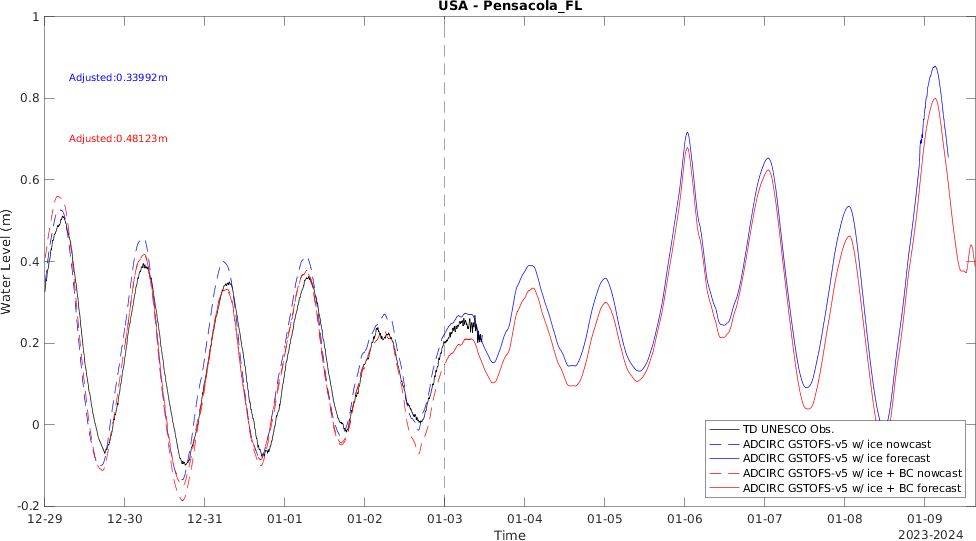 USA - Pensacola_FL
1
0.8
0.6
0.4
0.2
0
-0.2
Water Level (m)
Adjusted:0.33992m
Adjusted:0.48123m
TD UNESCO Obs.
ADCIRC GSTOFS-v5 w/ ice nowcast
ADCIRC GSTOFS-v5 w/ ice forecast
ADCIRC GSTOFS-v5 w/ ice + BC nowcast
ADCIRC GSTOFS-v5 w/ ice + BC forecast
12-29 12-30 12-31 01-01 01-02 01-03 01-04 01-05 01-06 01-07 01-08 01-09
Time
2023-2024